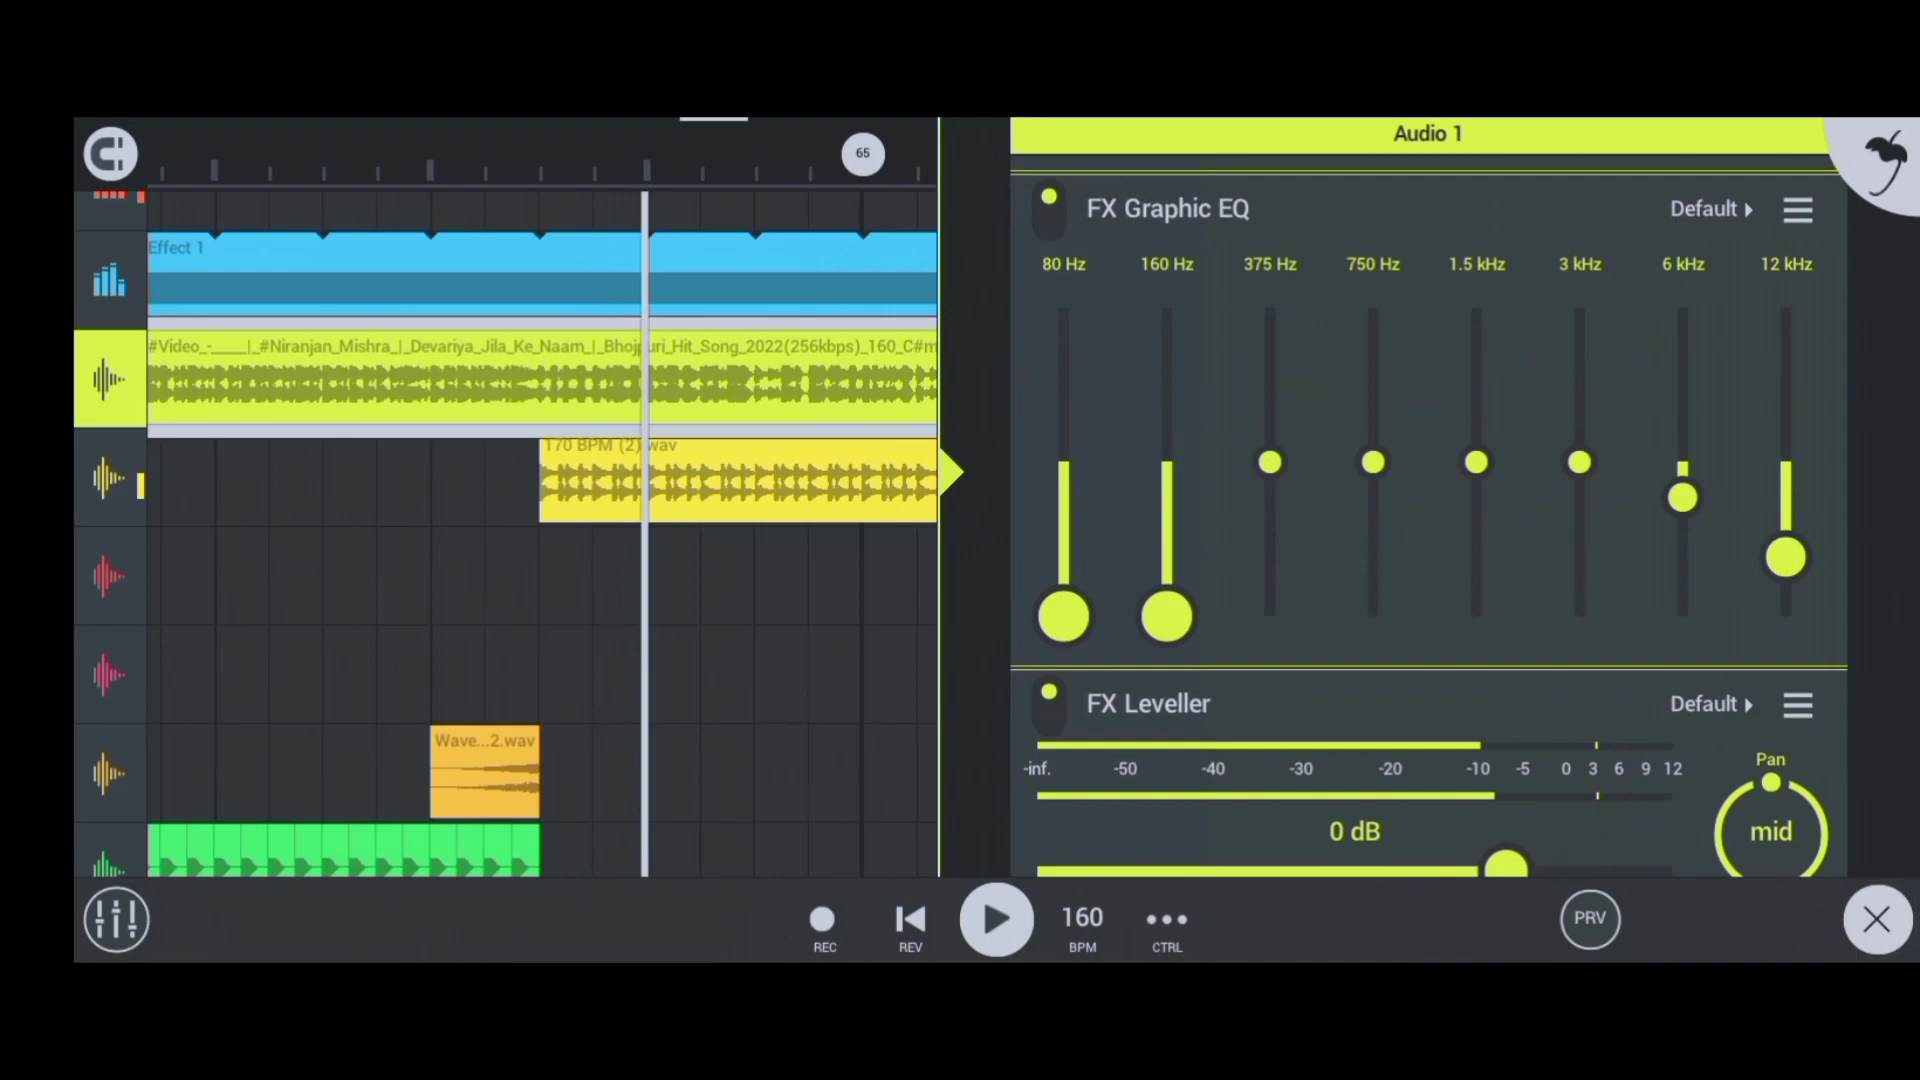 65
Audio 1
FX Graphic EQ
Default
80 Hz 160 Hz 375 Hz 750 Hz 1.5 kHz 3 kHz 6 kHz 12 kHz
Effect 1
#Video_-____|_#Niranjan_Mishra_|_Devariya_Jila_Ke_Naam_|_Bhojpuri_Hit_Song_2022(256kbps)_160_C#m
170 BPM (2).wav
Wave...2.wav
FX Leveller
Default
-inf. -50 -40 -30 -20 -10 -5 0 3 6 9 12
Pan
0 dB
mid
REC
REV
160
BPM
CTRL
PRV